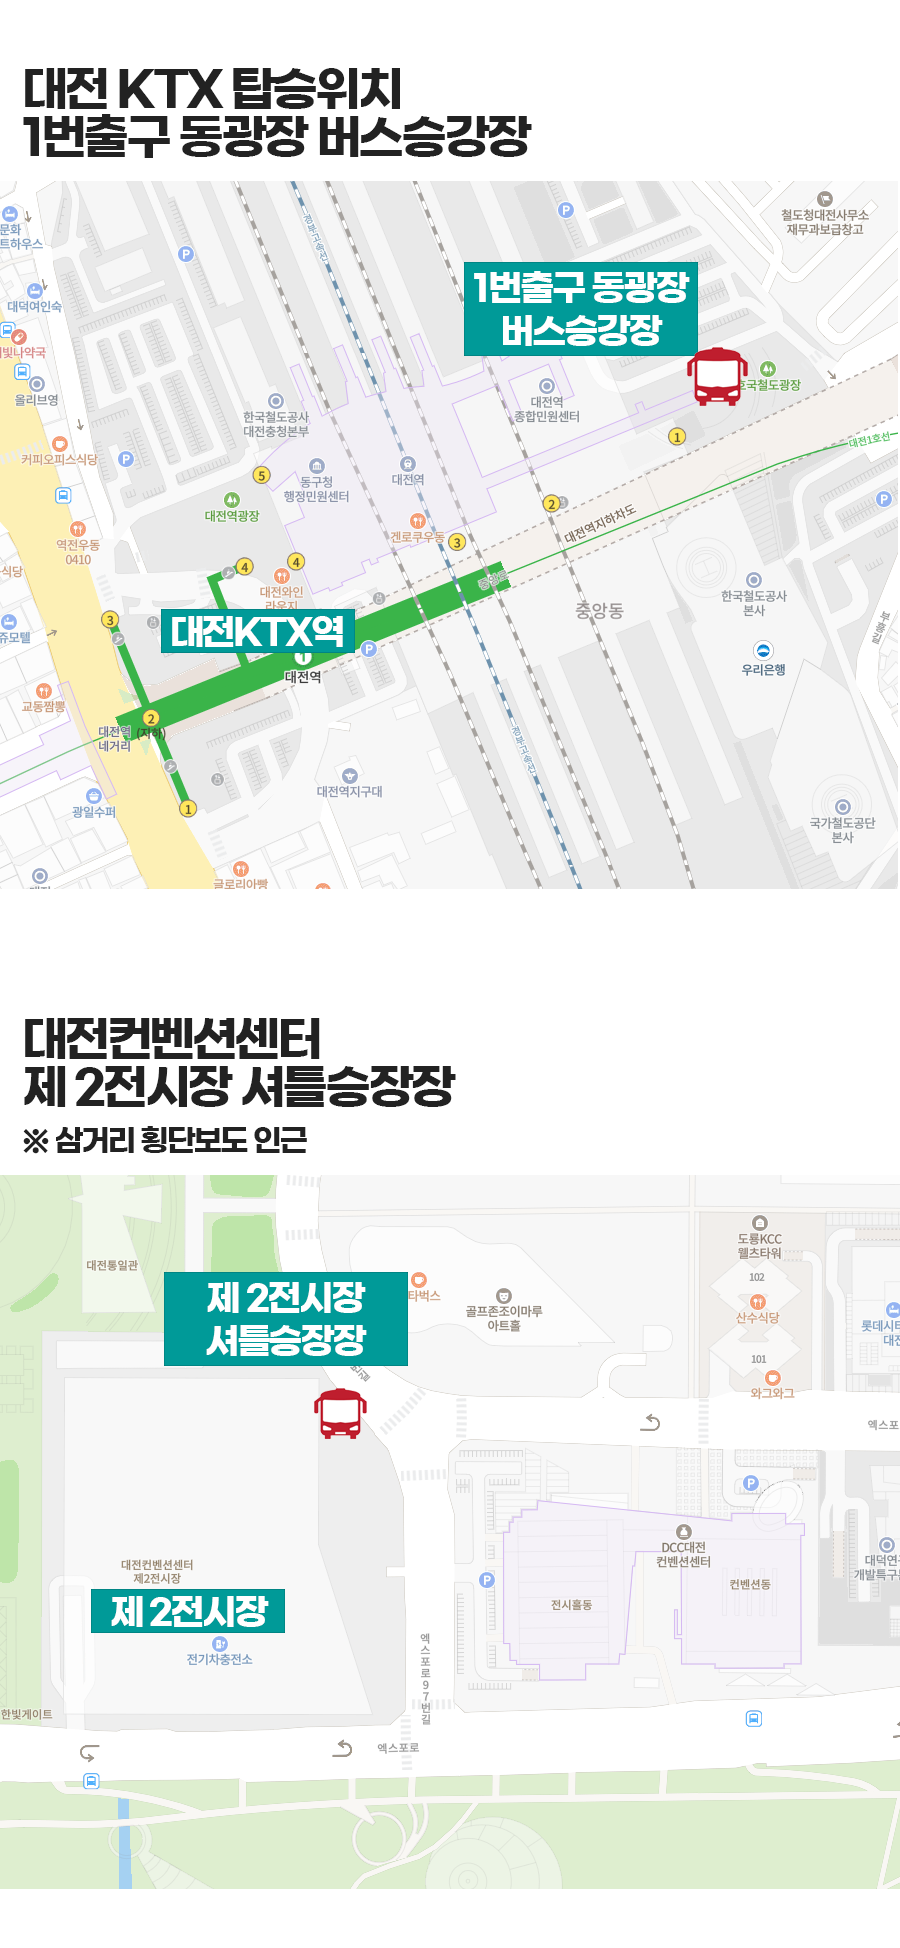 대전 KTX 탑승위치
1번출구 동광장 버스승강장
철도청대전사무소
재무과보급창고
문화
트하우스
경부고속선
1번출구 동광장
버스승강장
대덕여인숙
빛나약국
올리브영
호국철도광장
대전역
종합민원센터
한국철도공사
대전충청본부
대전1호선
커피오피스식당
동구청
행정민원센터
대전역
대전역광장
겐로쿠우동
대전역지하차도
역전우동
0410
식당
대전와인
라운지
중앙로
중앙동
한국철도공사
본사
부흥길
쥬모텔
대전KTX역
우리은행
대전역
교동짬뽕
대전역
네거리
(지하)
경부고속선
대전역지구대
광일수퍼
국가철도공단
본사
글로리아빵
대전컨벤션센터
제 2전시장 셔틀승장장
※ 삼거리 횡단보도 인근
도룡KCC
웰츠타워
대전통일관
102
제 2전시장
셔틀승장장
타벅스
골프존조이마루
아트홀
산수식당
롯데시티
대전
101
와그와그
엑스포
DCC대전
컨벤션센터
대전컨벤션센터
제2전시장
대덕연구
개발특구
컨벤션동
제 2전시장
전시홀동
전기차충전소
엑스포로97번길
한빛게이트
엑스포로